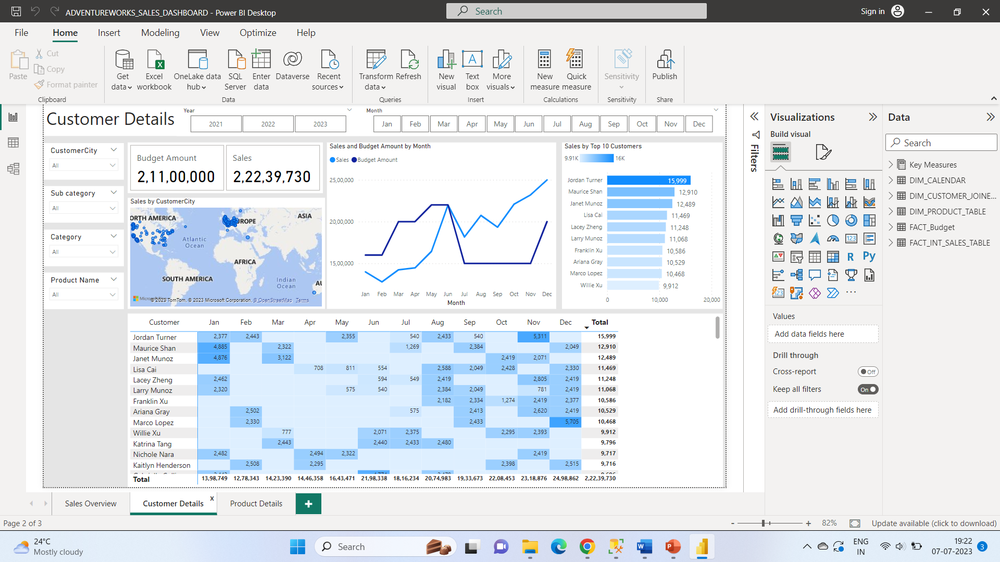 ADVENTUREWORKS_SALES_DASHBOARD - Power BI Desktop
Search
Sign in
File Home Insert Modeling View Optimize Help
Paste
Cut
Copy
Format painter
Clipboard
Get data
Excel workbook
OneLake data hub
SQL Server
Enter data
Dataverse
Recent sources
Data
Transform data
Refresh
Queries
New visual
Text box
More visuals
Insert
New measure
Quick measure
Calculations
Sensitivity
Sensitivity
Publish
Share
Customer Details
Year
2021 2022 2023
Month
Jan Feb Mar Apr May Jun Jul Aug Sep Oct Nov Dec
CustomerCity
All
Sub category
All
Category
All
Product Name
All
Budget Amount
2,11,00,000
Sales
2,22,39,730
Sales by CustomerCity
ORTH AMERICA
EUROPE
ASIA
Atlantic
Ocean
AFRICA
SOUTH AMERICA
Indian
Ocean
AU
© 2023 TomTom, © 2023 Microsoft Corporation, © OpenStreetMap Terms
Sales and Budget Amount by Month
Sales Budget Amount
25,00,000
20,00,000
15,00,000
Jan Feb Mar Apr May Jun Jul Aug Sep Oct Nov Dec
Month
Sales by Top 10 Customers
9.91K 16K
Jordan Turner 15,999
Maurice Shan 12,910
Janet Munoz 12,489
Lisa Cai 11,469
Lacey Zheng 11,248
Larry Munoz 11,068
Franklin Xu 10,586
Ariana Gray 10,529
Marco Lopez 10,468
Willie Xu 9,912
0 10,000 20,000
Customer Jan Feb Mar Apr May Jun Jul Aug Sep Oct Nov Dec Total
Jordan Turner 2,377 2,443 2,355 540 2,433 540 5,311 15,999
Maurice Shan 4,885 2,322 1,269 2,384 2,049 12,910
Janet Munoz 4,876 3,122 2,419 2,071 12,489
Lisa Cai 708 811 554 2,588 2,049 2,428 2,330 11,469
Lacey Zheng 2,462 594 549 2,419 2,805 2,419 11,248
Larry Munoz 2,320 575 540 2,384 2,049 781 2,419 11,068
Franklin Xu 2,182 2,334 1,274 2,419 2,377 10,586
Ariana Gray 2,502 575 2,413 2,620 2,419 10,529
Marco Lopez 2,330 2,433 5,705 10,468
Willie Xu 777 2,071 2,375 2,295 2,393 9,912
Katrina Tang 2,443 2,440 2,433 2,480 9,796
Nichole Nara 2,482 2,494 2,322 2,419 9,717
Kaitlyn Henderson 2,508 2,295 2,398 2,515 9,716
Total 13,98,749 12,78,343 14,23,390 14,46,358 16,43,471 21,98,338 18,16,234 20,74,983 19,33,673 22,08,453 23,18,876 24,98,862 2,22,39,730
Filters
Visualizations
Build visual
123
R
Py
123
Values
Add data fields here
Drill through
Cross-report Off
Keep all filters On
Add drill-through fields here
Data
Search
Key Measures
DIM_CALENDAR
DIM_CUSTOMER_JOINE...
DIM_PRODUCT_TABLE
FACT_Budget
FACT_INT_SALES_TABLE
Sales Overview Customer Details x Product Details +
Page 2 of 3
- + 82%
Update available (click to download)
24°C
Mostly cloudy
Search
ENG
IN
19:22
07-07-2023
3